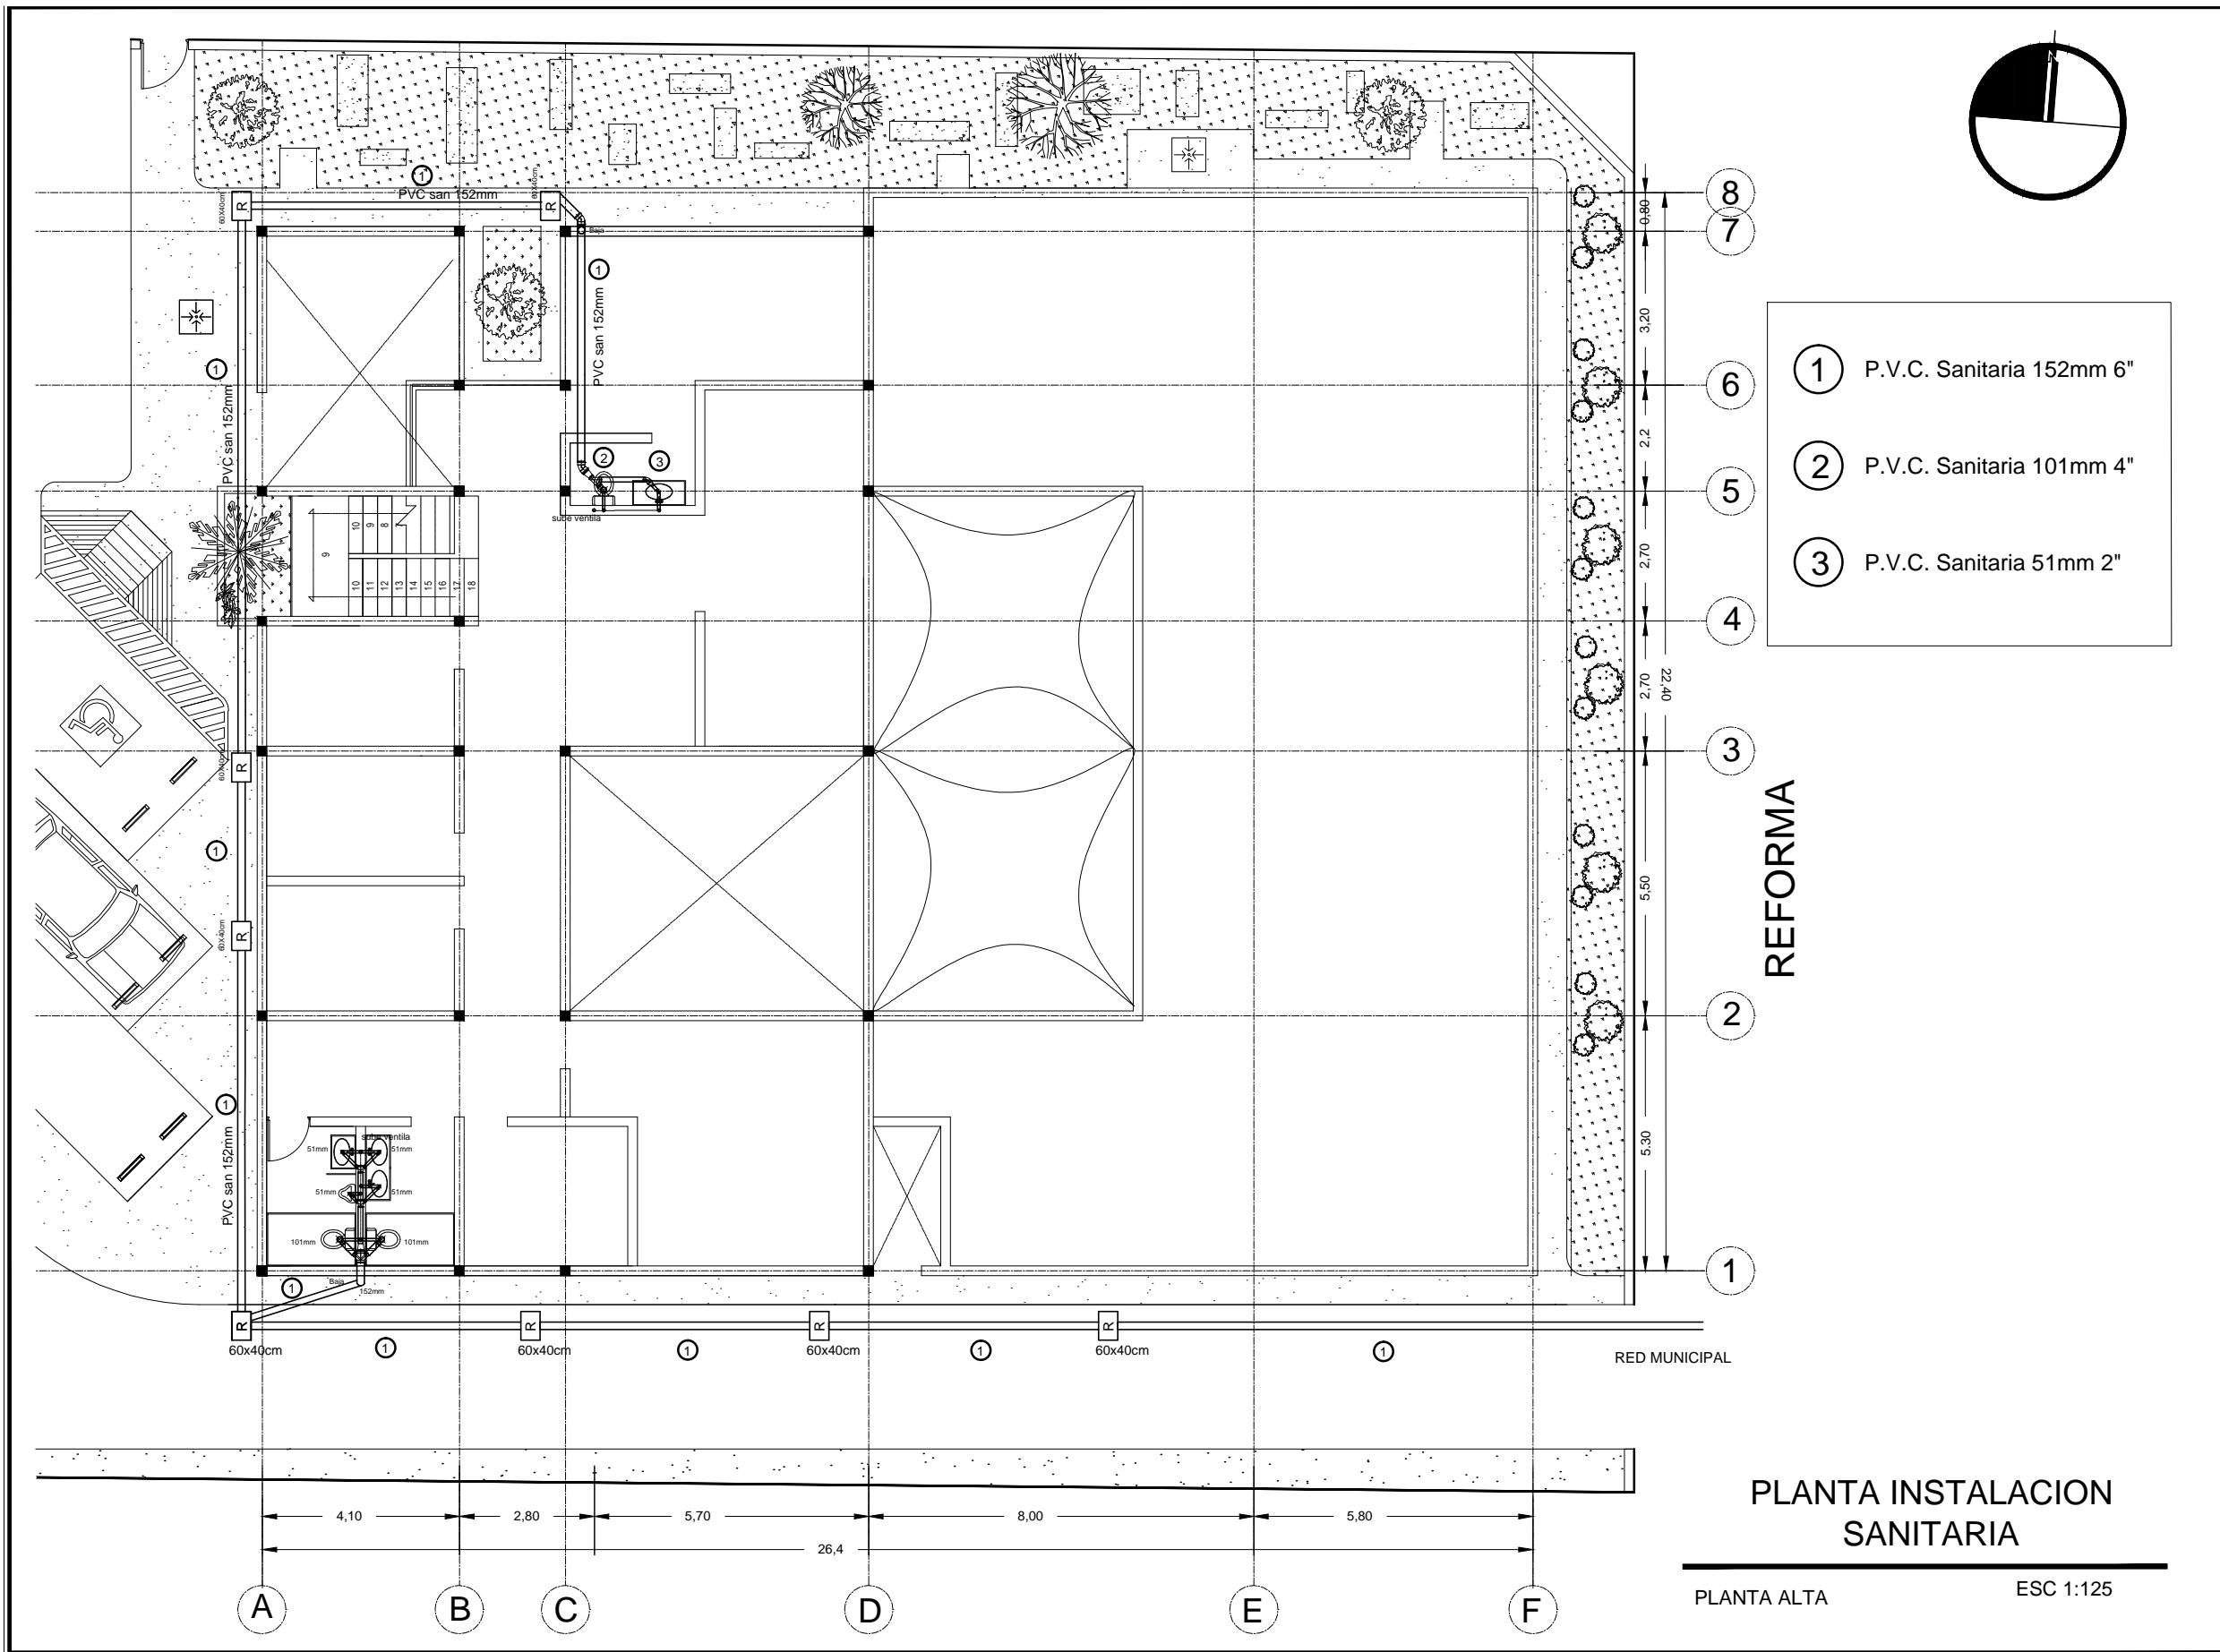 60X40cm
R
1
PVC san 152mm
60X40cm
R
Baja
1
PVC san 152mm
1
PVC san 152mm
2
3
sube ventila
10
9
8
9
10
11
12
13
14
15
16
17
18
60X40cm
R
1
60X40cm
R
1
PVC san 152mm
sube ventila
51mm
51mm
51mm
51mm
101mm
101mm
Baja
152mm
1
R
R
R
R
60x40cm
1
60x40cm
1
60x40cm
1
60x40cm
1
RED MUNICIPAL
8
7
6
5
4
3
2
1
0,80
3,20
2,2
2,70
2,70
5,50
5.30
22,40
REFORMA
N
1 P.V.C. Sanitaria 152mm 6"
2 P.V.C. Sanitaria 101mm 4"
3 P.V.C. Sanitaria 51mm 2"
4,10
2,80
5,70
8,00
5,80
26,4
A
B
C
D
E
F
PLANTA INSTALACION
SANITARIA
PLANTA ALTA
ESC 1:125